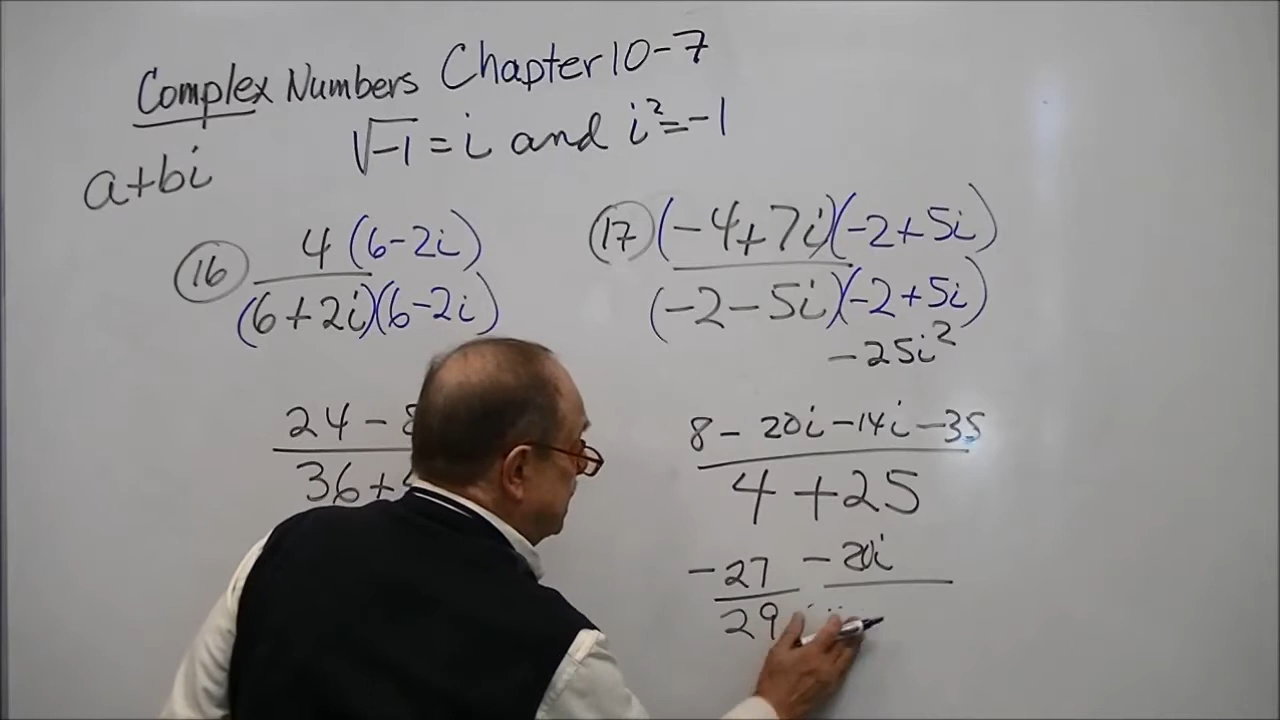 Complex Numbers Chapter 10-7
√-1 = i and i²=-1
a+bi
16 4(6-2i)
(6+2i)(6-2i)
24 - 8
36+
17 (-4+7i)(-2+5i)
(-2-5i)(-2+5i)
-25i²
8 - 20i -14i -35
4 +25
-27 -20i
29